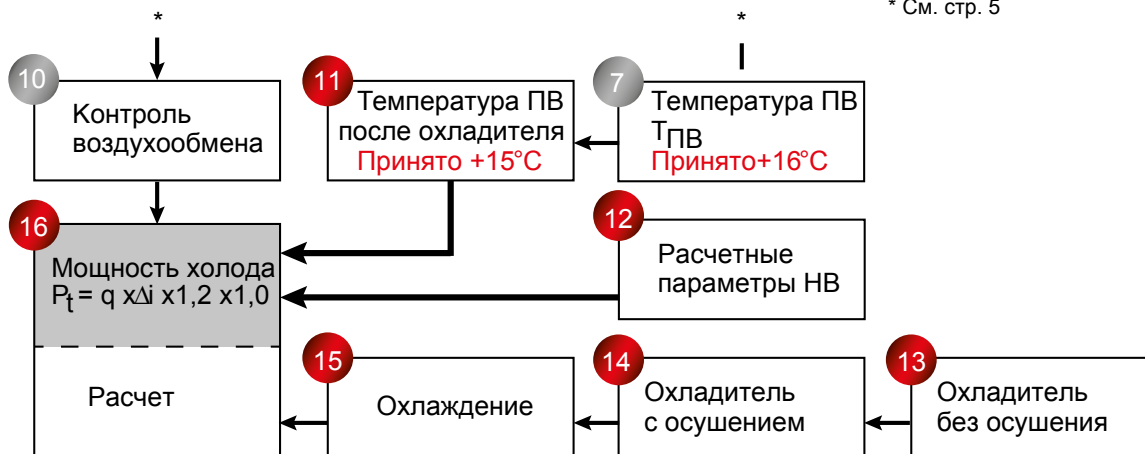 * См. стр. 5
*
*
10
Контроль
воздухообмена
11
Температура ПВ
после охладителя
Принято +15°C
7
Температура ПВ
TПВ
Принято+16°C
16
Мощность холода
Pt = q x∆i x1,2 x1,0
12
Расчетные
параметры НВ
Расчет
15
Охлаждение
14
Охладитель
с осушением
13
Охладитель
без осушения